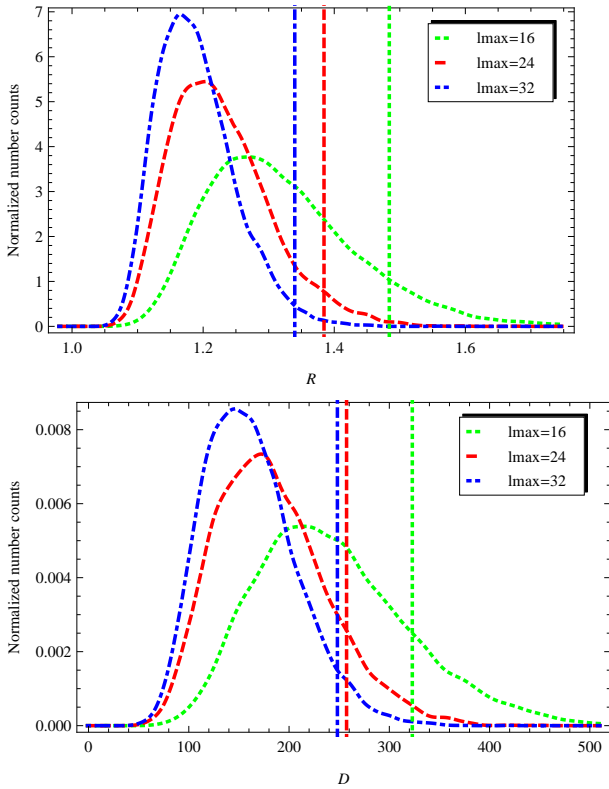 7
6
5
4
3
2
1
0
Normalized number counts
lmax=16
lmax=24
lmax=32
1.0 1.2 1.4 1.6
R
0.008
0.006
0.004
0.002
0.000
Normalized number counts
lmax=16
lmax=24
lmax=32
0 100 200 300 400 500
D